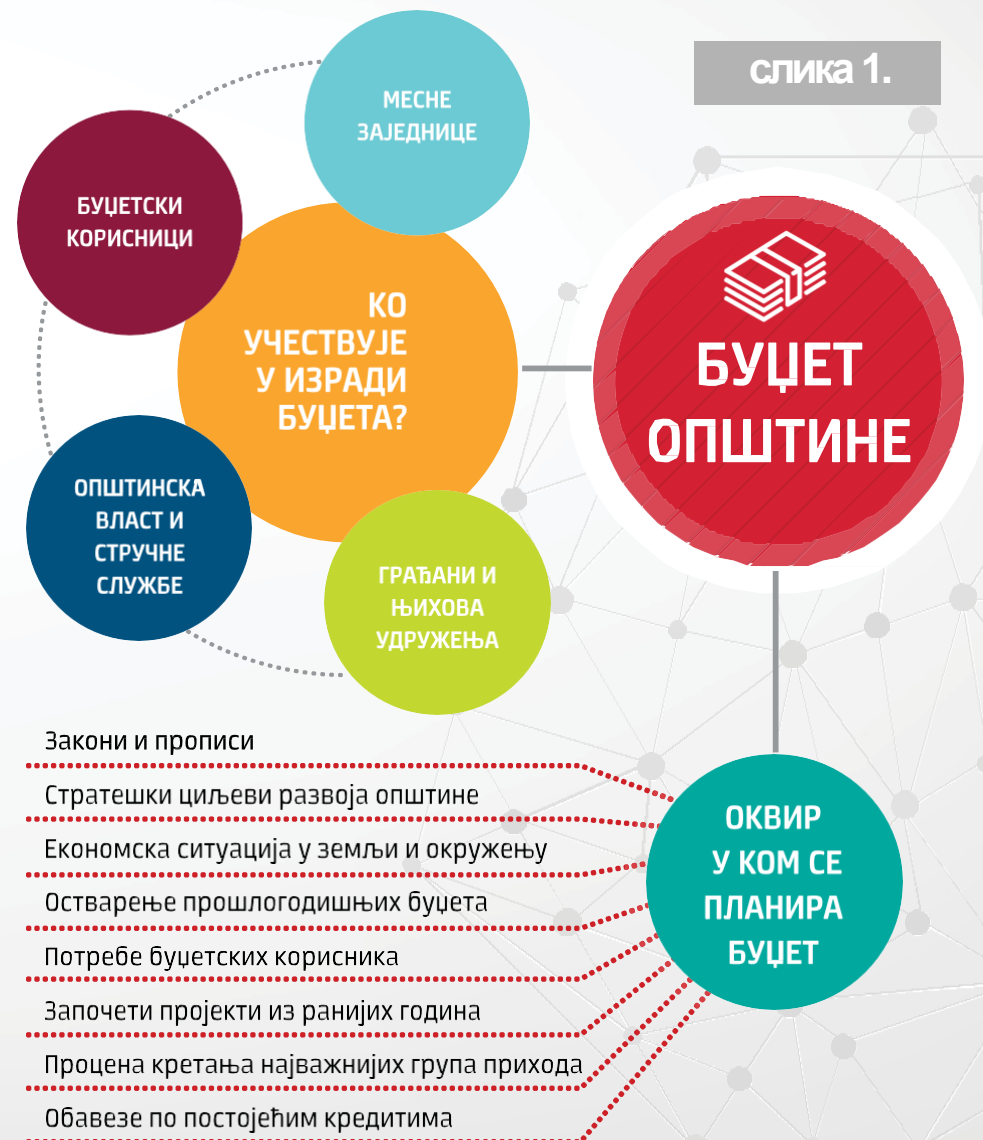 слика 1.
МЕСНЕ
ЗАЈЕДНИЦЕ
БУЏЕТСКИ
КОРИСНИЦИ
КО
УЧЕСТВУЈЕ
У ИЗРАДИ
БУЏЕТА?
БУЏЕТ
ОПШТИНЕ
ОПШТИНСКА
ВЛАСТ И
СТРУЧНЕ
СЛУЖБЕ
ГРАЂАНИ И
ЊИХОВА
УДРУЖЕЊА
Закони и прописи
Стратешки циљеви развоја општине
Економска ситуација у земљи и окружењу
Остварење прошлогодишњих буџета
Потребе буџетских корисника
Започети пројекти из ранијих година
Процена кретања најважнијих група прихода
Обавезе по постојећим кредитима
ОКВИР
У КОМ СЕ
ПЛАНИРА
БУЏЕТ